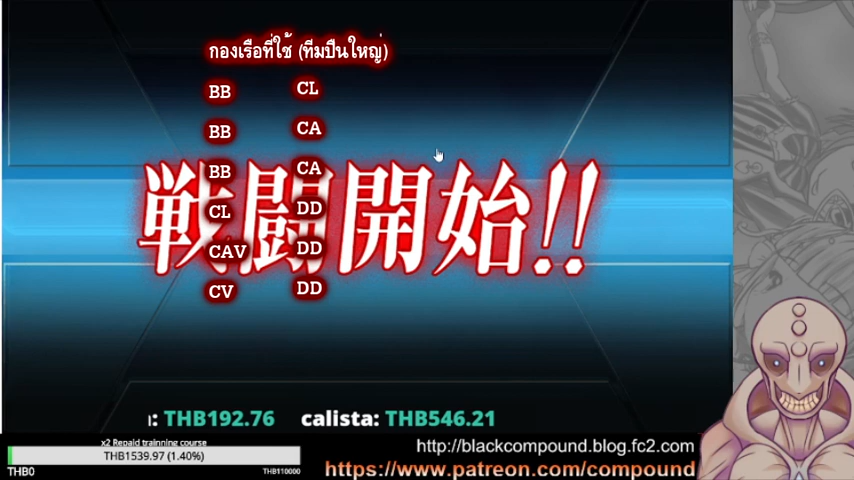 กองเรือที่ใช้ (ทีมปืนใหญ่)
BB CL
BB CA
BB CA
CL DD
CAV DD
CV DD
戦闘開始!!
: THB192.76 calista: THB546.21
x2 Repaid trainning course
THB1539.97 (1.40%)
THB0 THB110000
http://blackcompound.blog.fc2.com
https://www.patreon.com/compound